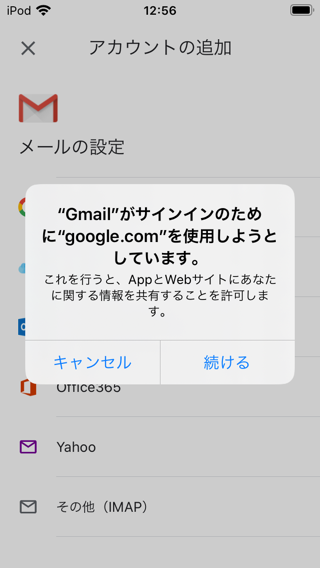 iPod 12:56
アカウントの追加
メールの設定
“Gmail”がサインインのため
に“google.com”を使用しようと
しています。
これを行うと、AppとWebサイトにあなた
に関する情報を共有することを許可しま
す。
キャンセル 続ける
Office365
Yahoo
その他（IMAP）